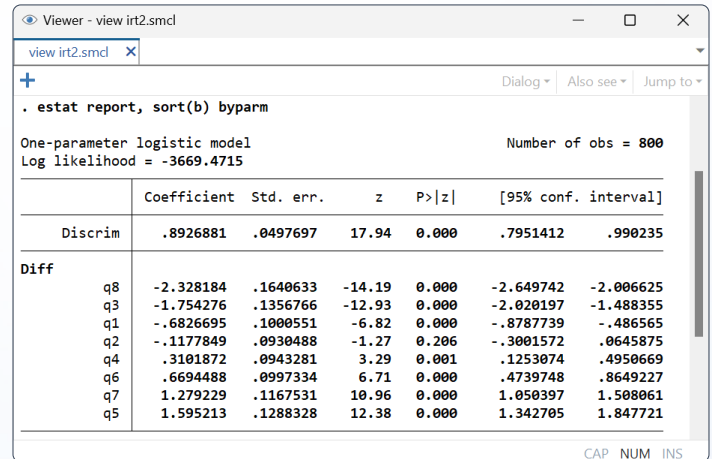 Viewer - view irt2.smcl
view irt2.smcl
Dialog Also see Jump to
. estat report, sort(b) byparm
One-parameter logistic model Number of obs = 800
Log likelihood = -3669.4715
Coefficient Std. err. z P>|z| [95% conf. interval]
Discrim .8926881 .0497697 17.94 0.000 .7951412 .990235
Diff
q8 -2.328184 .1640633 -14.19 0.000 -2.649742 -2.006625
q3 -1.754276 .1356766 -12.93 0.000 -2.020197 -1.488355
q1 -.6826695 .1000551 -6.82 0.000 -.8787739 -.486565
q2 -.1177849 .0930488 -1.27 0.206 -.3001572 .0645875
q4 .3101872 .0943281 3.29 0.001 .1253074 .4950669
q6 .6694488 .0997334 6.71 0.000 .4739748 .8649227
q7 1.279229 .1167531 10.96 0.000 1.050397 1.508061
q5 1.595213 .1288328 12.38 0.000 1.342705 1.847721
CAP NUM INS